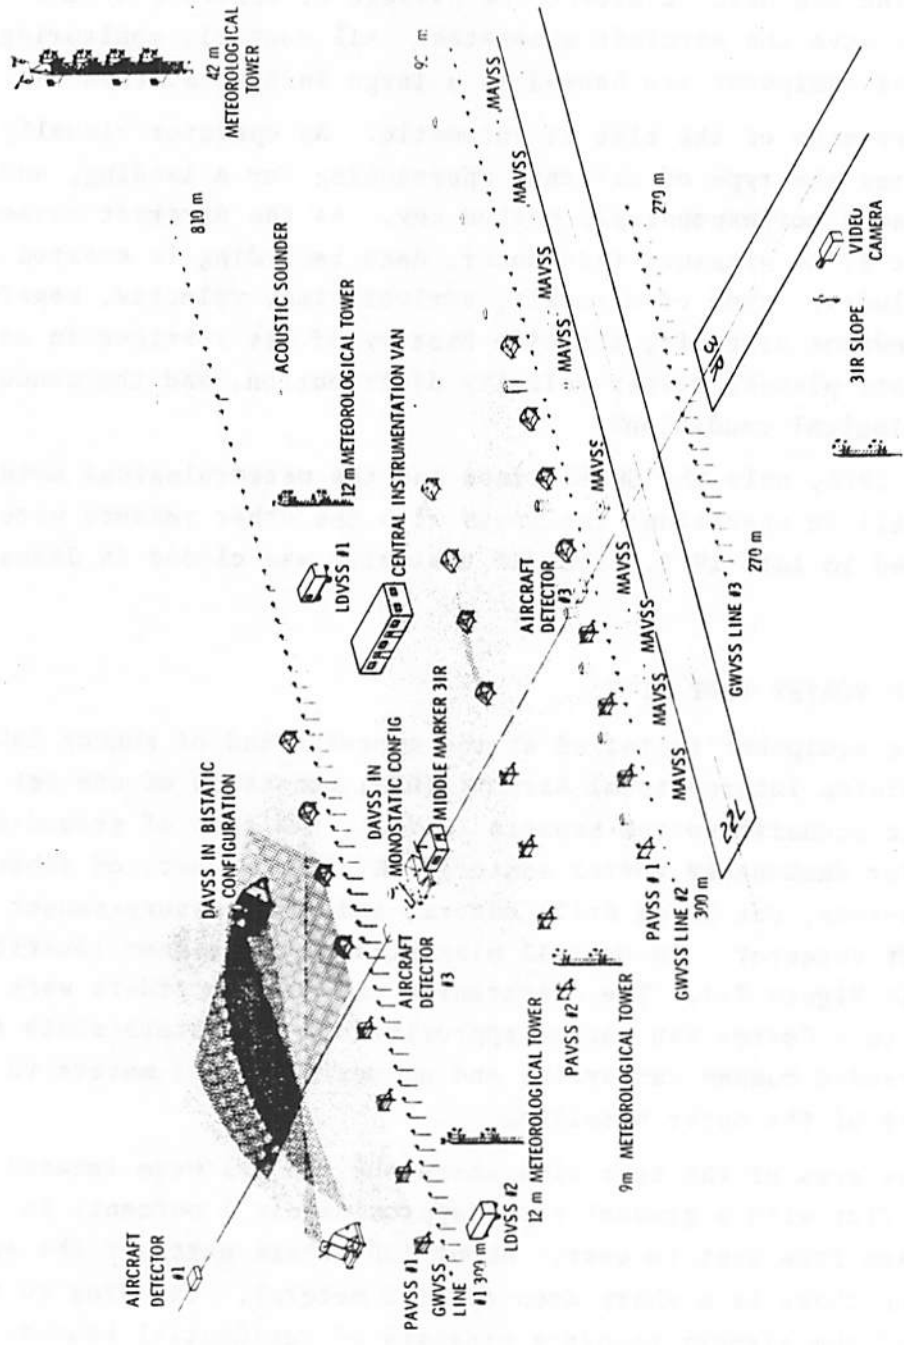 AIRCRAFT
DETECTOR
#1
DAVSS IN BISTATIC
CONFIGURATION
810 m
42 m
METEOROLOGICAL
TOWER
ACOUSTIC SOUNDER
12 m METEOROLOGICAL TOWER
LDVSS #1
CENTRAL INSTRUMENTATION VAN
DAVSS IN
MONOSTATIC CONFIG
MIDDLE MARKER 31R
AIRCRAFT
DETECTOR
#3
PAVSS #1
GWVSS
LINE
#1 300 m
LDVSS #2
12 m METEOROLOGICAL TOWER
AIRCRAFT
DETECTOR
#3
MAVSS
MAVSS
MAVSS
MAVSS
MAVSS
MAVSS
MAVSS
MAVSS
PAVSS #2
9m METEOROLOGICAL TOWER
PAVSS #1
GWVSS LINE #2
300 m
22L
270 m
GWVSS LINE #3
270 m
31R
31R SLOPE
VIDEO
CAMERA